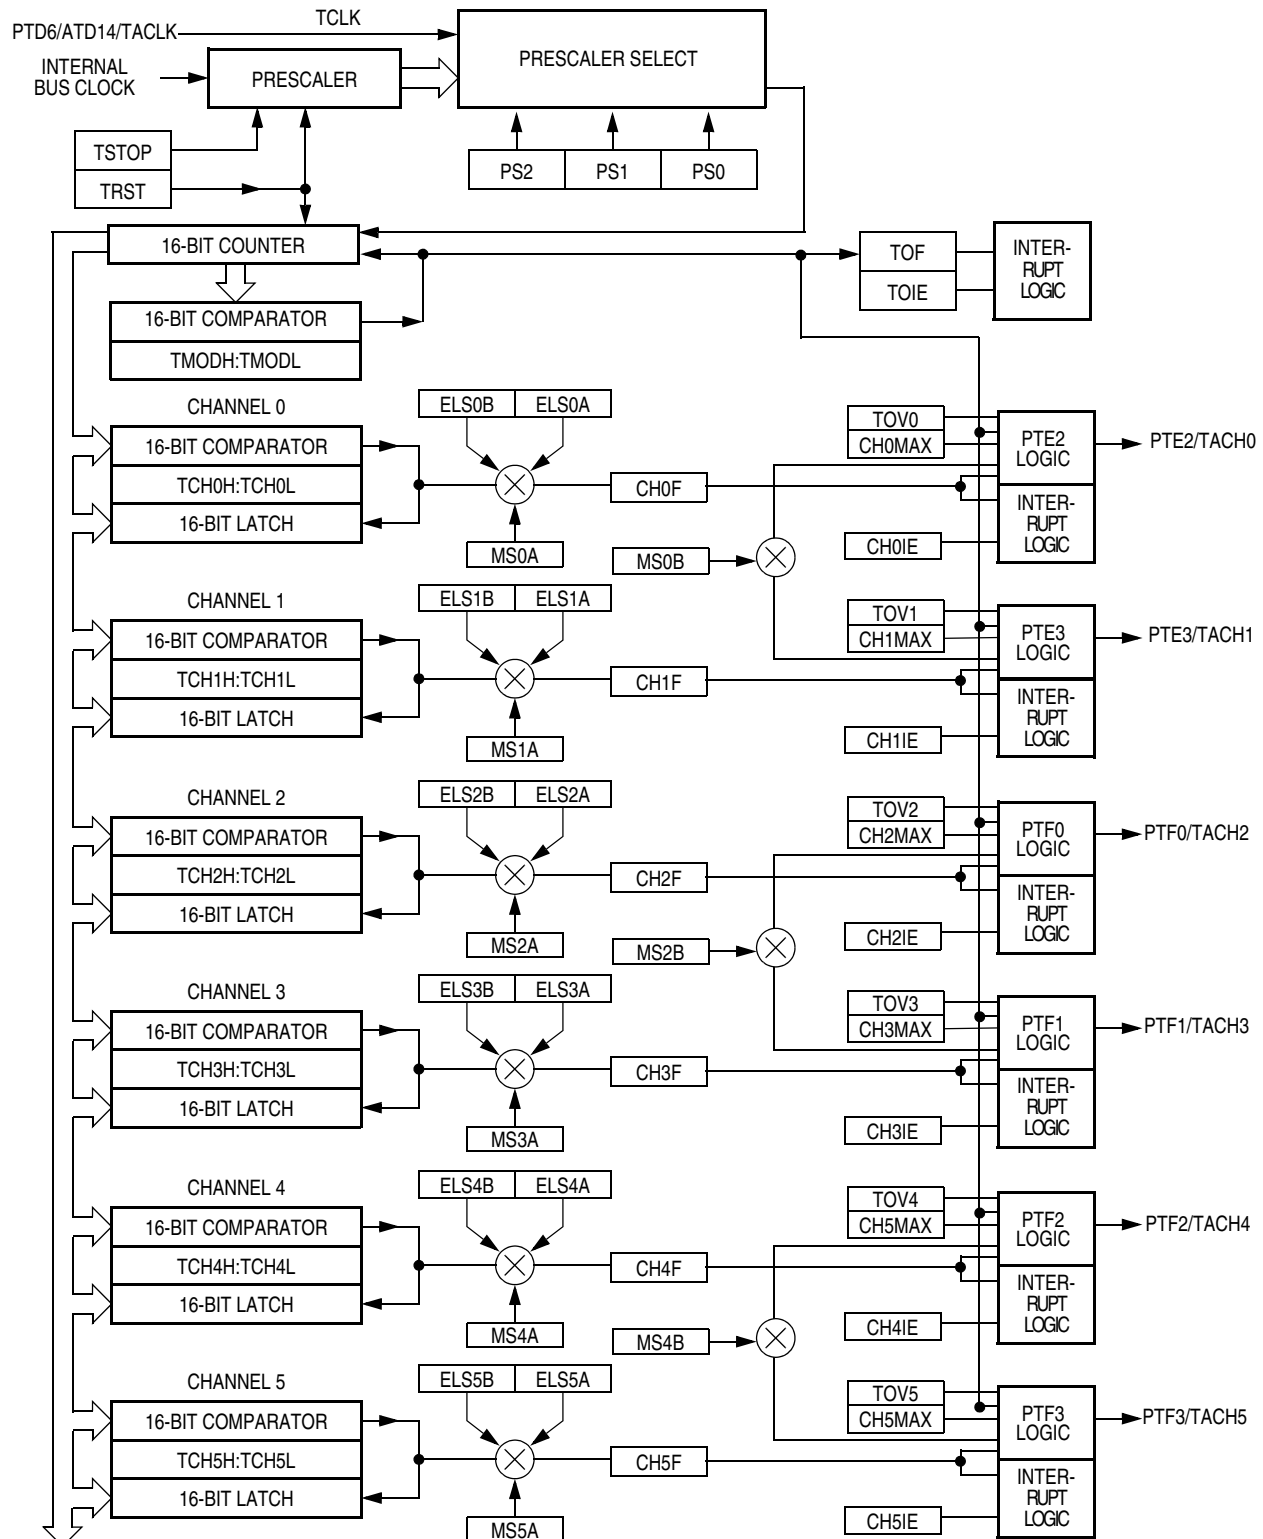 TCLK
PTD6/ATD14/TACLK
PRESCALER SELECT
INTERNAL
BUS CLOCK
PRESCALER
TSTOP
TRST
PS2 PS1 PS0
16-BIT COUNTER
TOF
TOIE
INTER-
RUPT
LOGIC
16-BIT COMPARATOR
TMODH:TMODL
CHANNEL 0
ELS0B ELS0A
TOV0
CH0MAX
PTE2
LOGIC
PTE2/TACH0
16-BIT COMPARATOR
TCH0H:TCH0L
16-BIT LATCH
CH0F
INTER-
RUPT
LOGIC
MS0A
MS0B
CH0IE
CHANNEL 1
ELS1B ELS1A
TOV1
CH1MAX
PTE3
LOGIC
PTE3/TACH1
16-BIT COMPARATOR
TCH1H:TCH1L
16-BIT LATCH
CH1F
INTER-
RUPT
LOGIC
MS1A
CH1IE
CHANNEL 2
ELS2B ELS2A
TOV2
CH2MAX
PTF0
LOGIC
PTF0/TACH2
16-BIT COMPARATOR
TCH2H:TCH2L
16-BIT LATCH
CH2F
INTER-
RUPT
LOGIC
MS2A
MS2B
CH2IE
CHANNEL 3
ELS3B ELS3A
TOV3
CH3MAX
PTF1
LOGIC
PTF1/TACH3
16-BIT COMPARATOR
TCH3H:TCH3L
16-BIT LATCH
CH3F
INTER-
RUPT
LOGIC
MS3A
CH3IE
CHANNEL 4
ELS4B ELS4A
TOV4
CH5MAX
PTF2
LOGIC
PTF2/TACH4
16-BIT COMPARATOR
TCH4H:TCH4L
16-BIT LATCH
CH4F
INTER-
RUPT
LOGIC
MS4A
MS4B
CH4IE
CHANNEL 5
ELS5B ELS5A
TOV5
CH5MAX
PTF3
LOGIC
PTF3/TACH5
16-BIT COMPARATOR
TCH5H:TCH5L
16-BIT LATCH
CH5F
INTER-
RUPT
LOGIC
MS5A
CH5IE